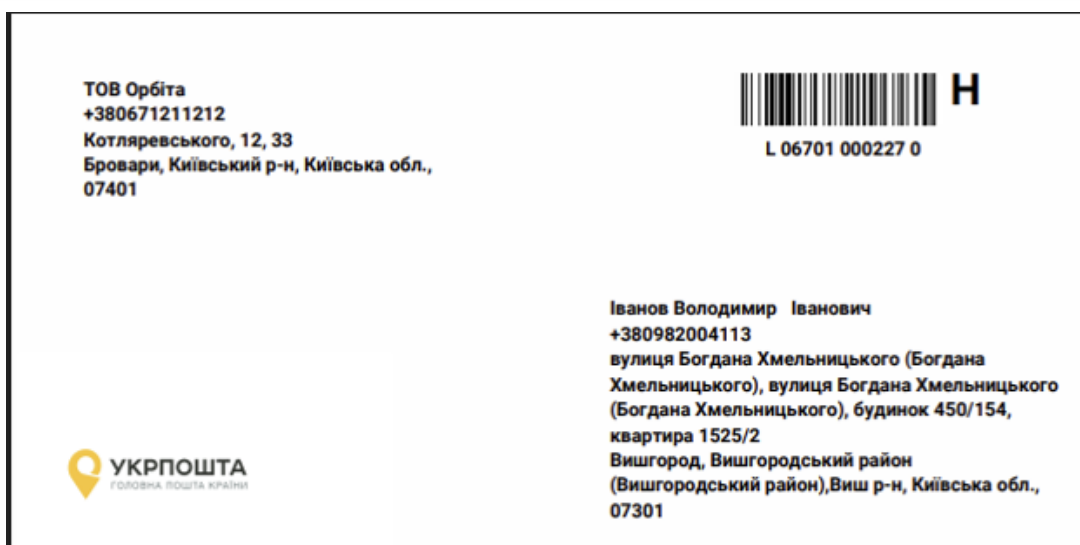 ТОВ Орбіта
+380671211212
Котляревського, 12, 33
Бровари, Київський р-н, Київська обл.,
07401
H
L 06701 000227 0
Іванов Володимир   Іванович
+380982004113
вулиця Богдана Хмельницького (Богдана
Хмельницького), вулиця Богдана Хмельницького
(Богдана Хмельницького), будинок 450/154,
квартира 1525/2
Вишгород, Вишгородський район
(Вишгородський район),Виш р-н, Київська обл.,
07301
УКРПОШТА
ГОЛОВНА ПОШТА КРАЇНИ